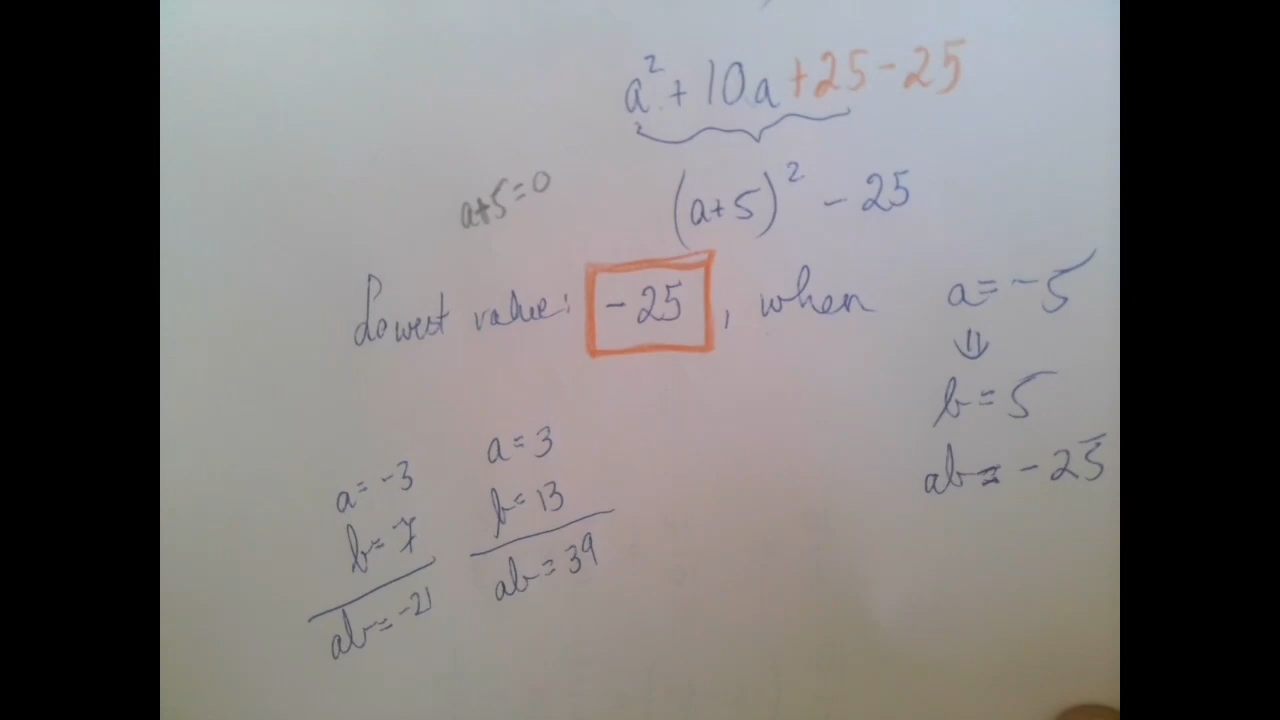 a² + 10a + 25 - 25
a+5=0
(a+5)² - 25
Lowest value: -25, when a = -5
⇓
b = 5
ab = -25
a = -3
b = 7
ab = -21
a = 3
b = 13
ab = 39